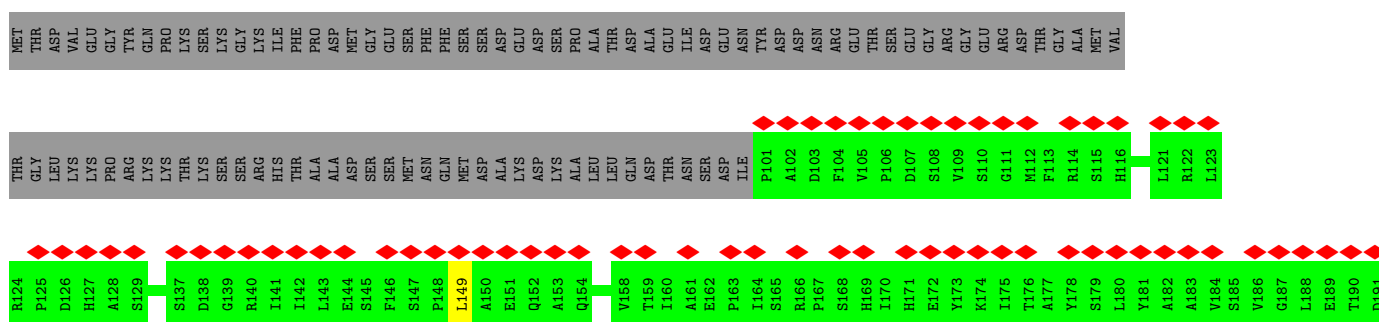 MET THR ASP VAL GLU GLY TYR GLN PRO LYS SER LYS GLY LYS ILE PHE PRO ASP MET GLY GLU SER PHE PHE SER SER ASP GLU ASP SER PRO ALA THR ASP ALA GLU ILE ASP GLU ASN TYR ASP ASP ASN ARG GLU THR SER GLU GLY ARG GLY GLU ARG ASP THR GLY ALA MET VAL
THR GLY LEU LYS LYS PRO ARG LYS LYS THR LYS SER SER ARG HIS THR ALA ALA ASP SER SER MET ASN GLN MET ASP ALA LYS ASP LYS ALA LEU LEU GLN ASP THR ASN SER ASP ILE P101 A102 D103 F104 V105 P106 D107 S108 V109 S110 G111 M112 F113 R114 S115 H116 L121 R122 L123
R124 P125 D126 H127 A128 S129 S137 D138 G139 R140 I141 I142 L143 E144 S145 F146 S147 P148 L149 A150 E151 Q152 A153 Q154 V158 T159 I160 A161 E162 P163 I164 S165 R166 P167 S168 H169 I170 H171 E172 Y173 K174 I175 T176 A177 Y178 S179 L180 Y181 A182 A183 V184 S185 V186 G187 L188 E189 T190 D191